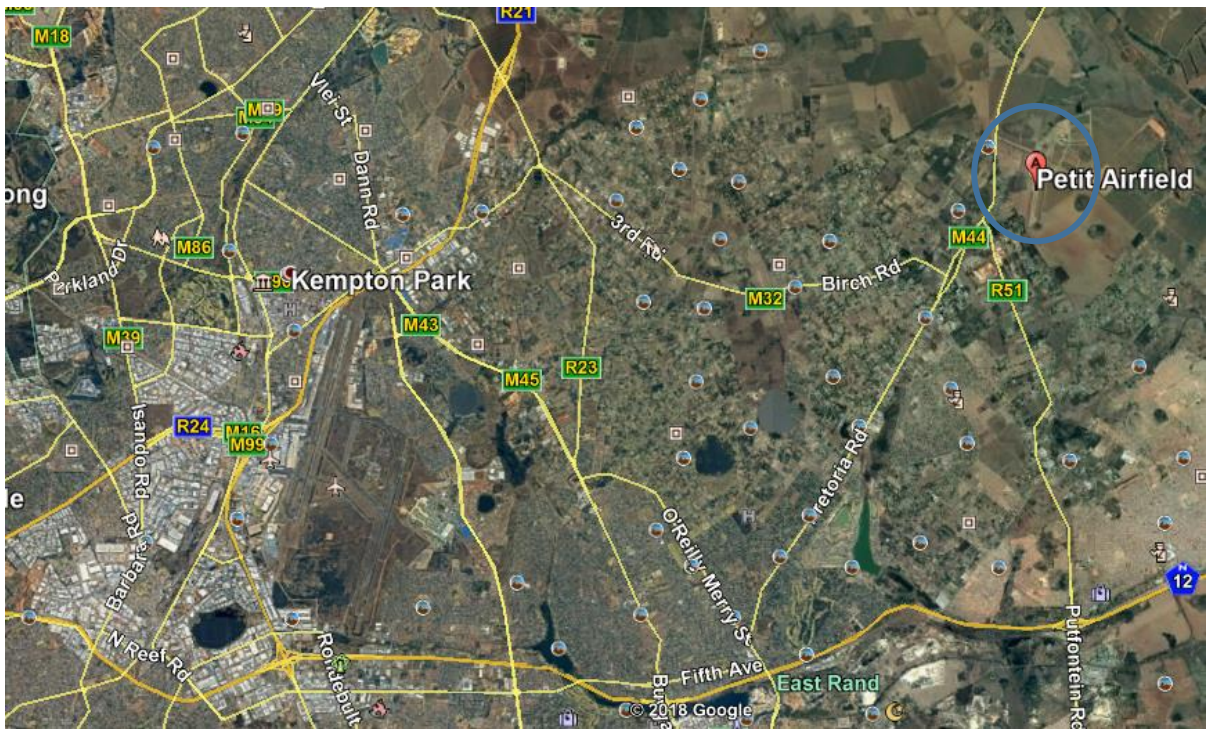 R21
M18
Vlei St
M39
Dann Rd
A
Petit Airfield
ong
3rd Rd
M44
M86
Parkland Dr
Birch Rd
Kempton Park
R51
M32
M43
M39
R23
M45
R24
M16
M99
Isando Rd
Pretoria Rd
le
O'Reilly Merry St
Barbara Rd
N
12
Putfontein Rd
N Reef Rd
Rondebult
Fifth Ave
East Rand
© 2018 Google